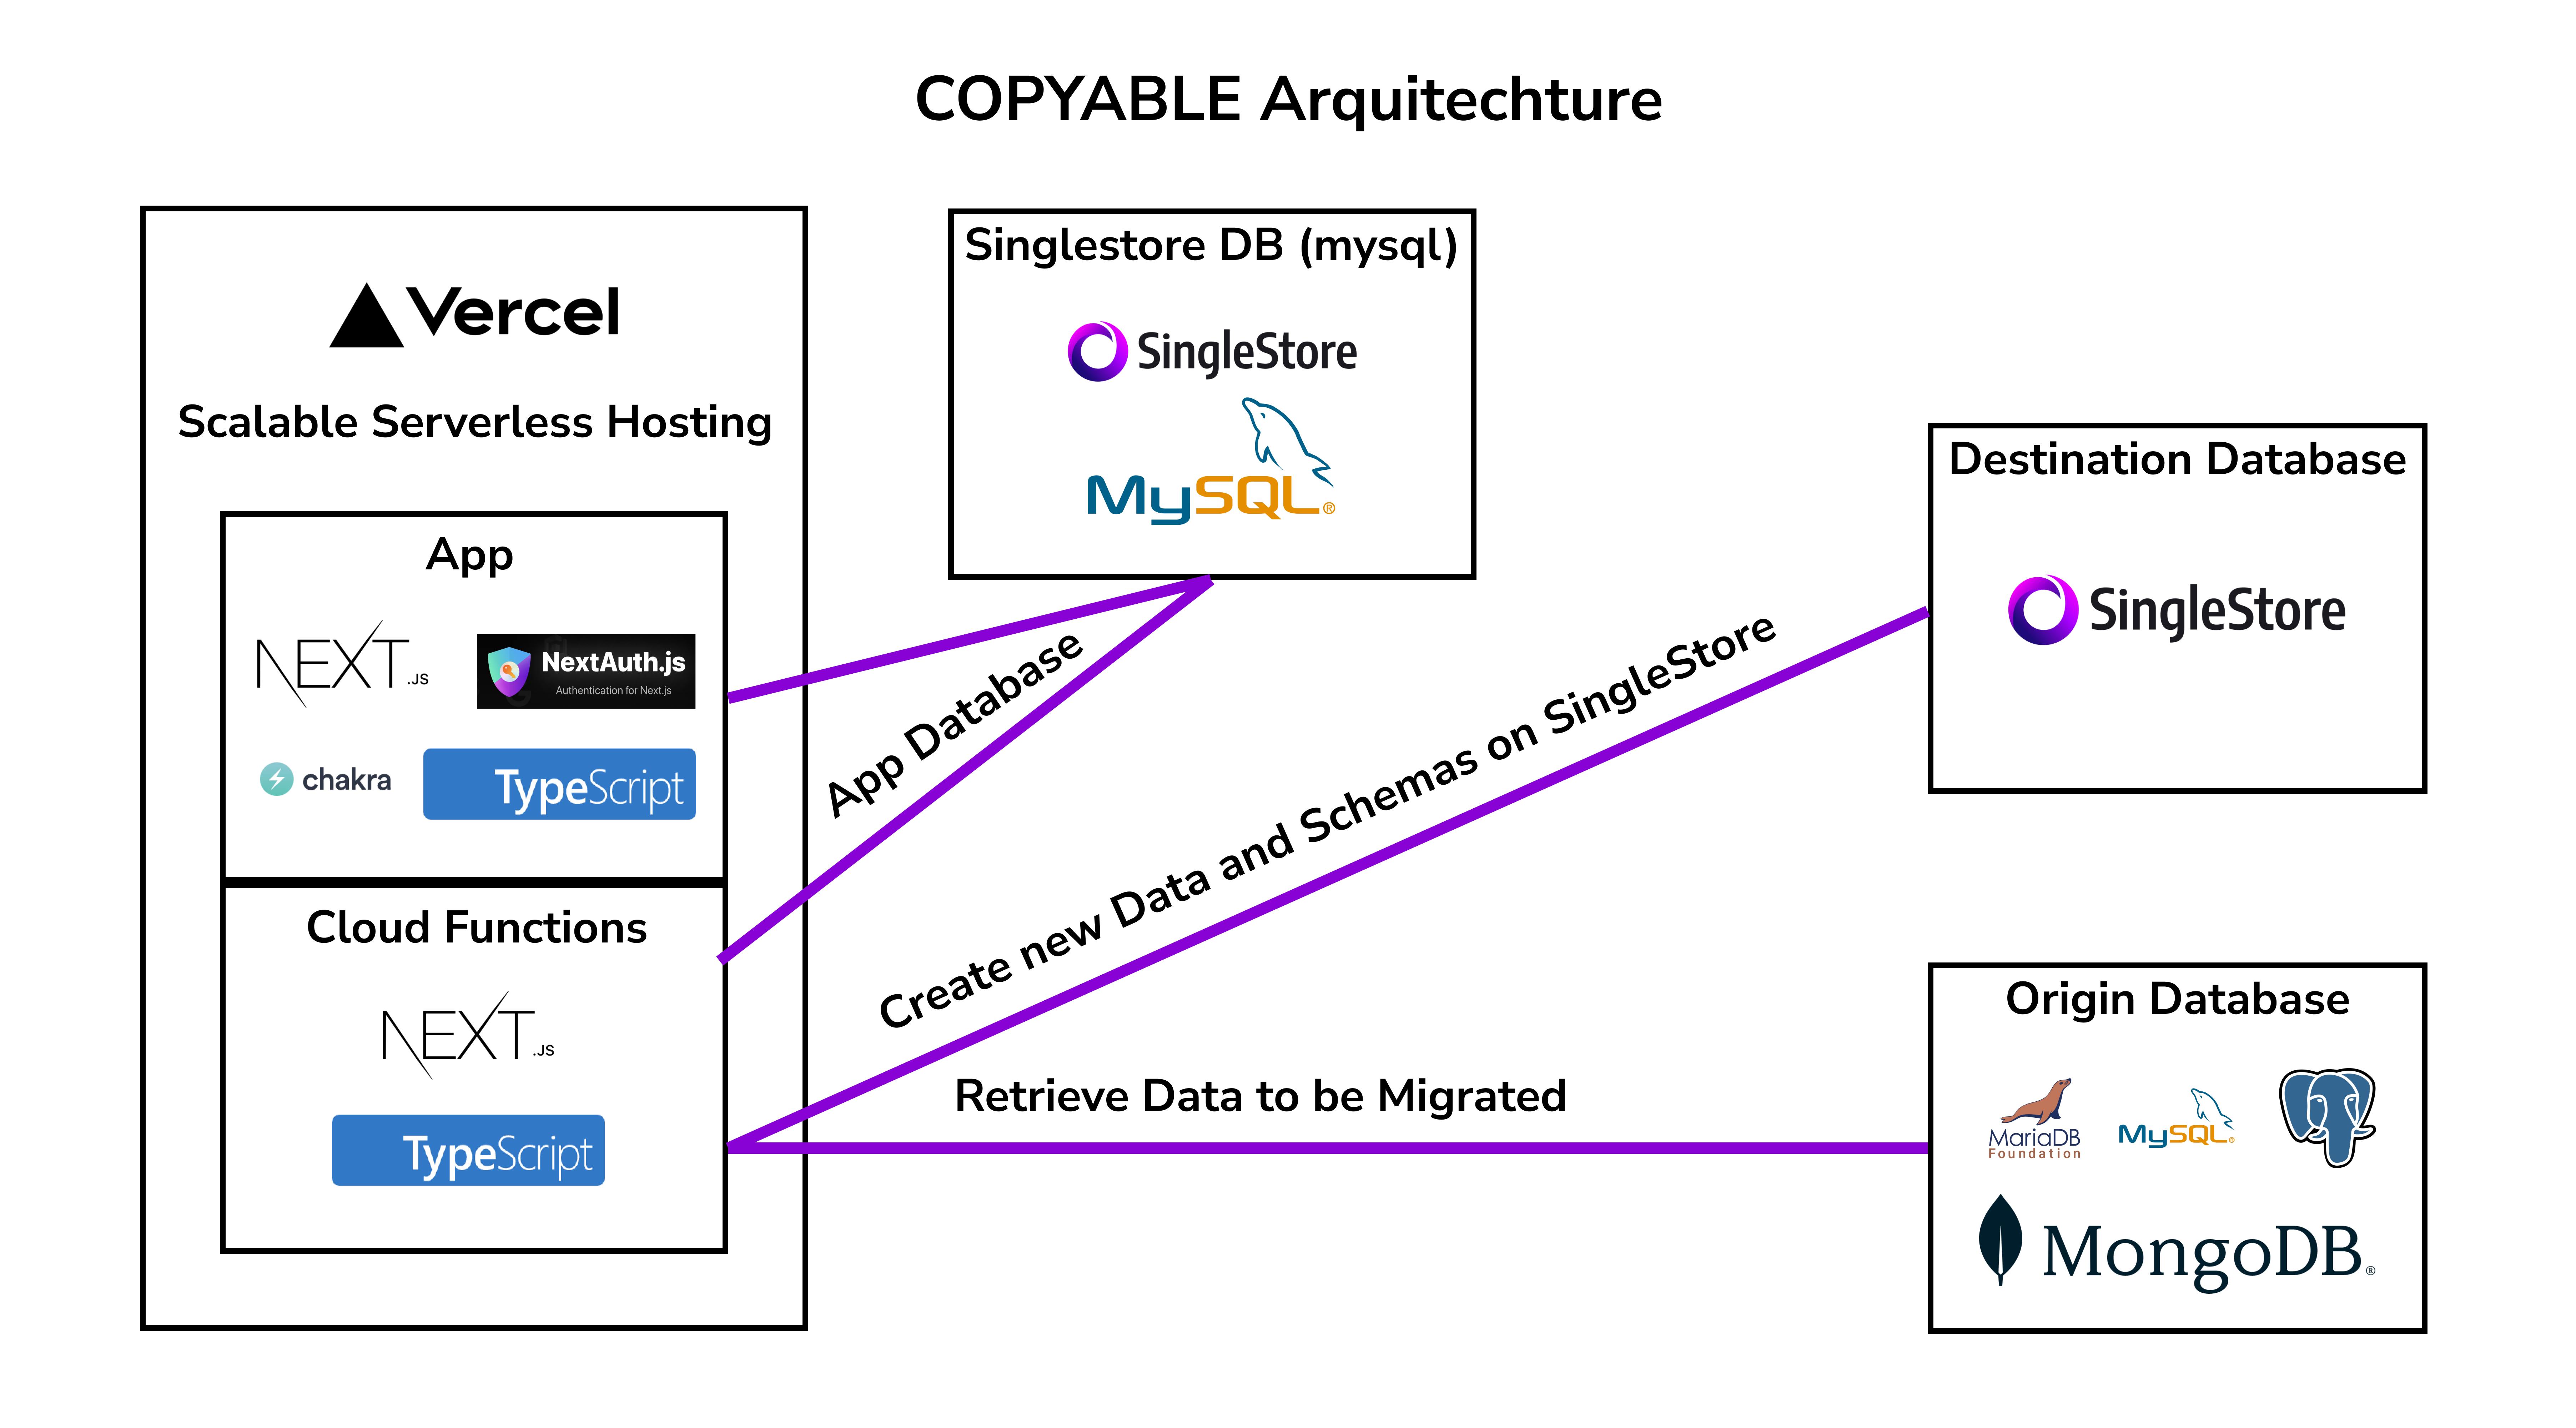 COPYABLE Arquitechture
Vercel
Scalable Serverless Hosting
App
NEXT.JS
NextAuth.js
Authentication for Next.js
chakra
TypeScript
Cloud Functions
NEXT.JS
TypeScript
Singlestore DB (mysql)
SingleStore
MySQL®
App Database
Create new Data and Schemas on SingleStore
Retrieve Data to be Migrated
Destination Database
SingleStore
Origin Database
MariaDB
Foundation
MySQL®
MongoDB®